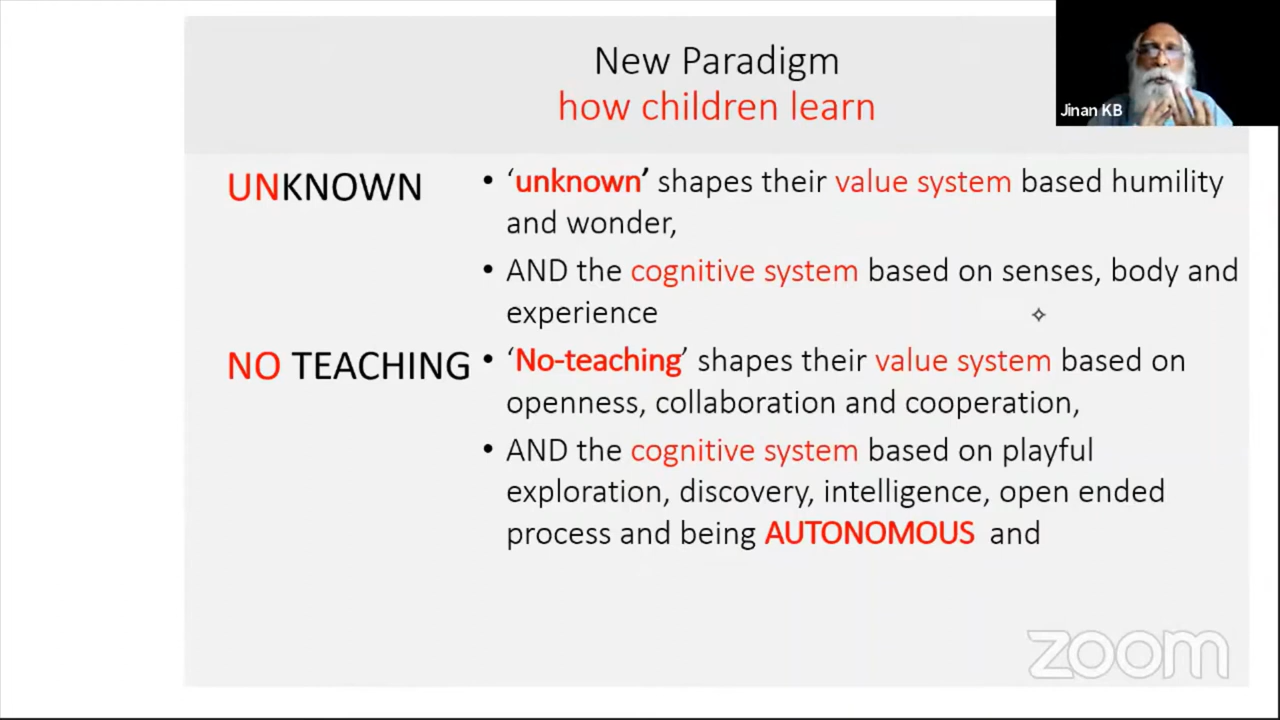 New Paradigm
how children learn
Jinan KB
UNKNOWN
• ‘unknown’ shapes their value system based humility
and wonder,
• AND the cognitive system based on senses, body and
experience
NO TEACHING
• ‘No-teaching’ shapes their value system based on
openness, collaboration and cooperation,
• AND the cognitive system based on playful
exploration, discovery, intelligence, open ended
process and being AUTONOMOUS and
zoom